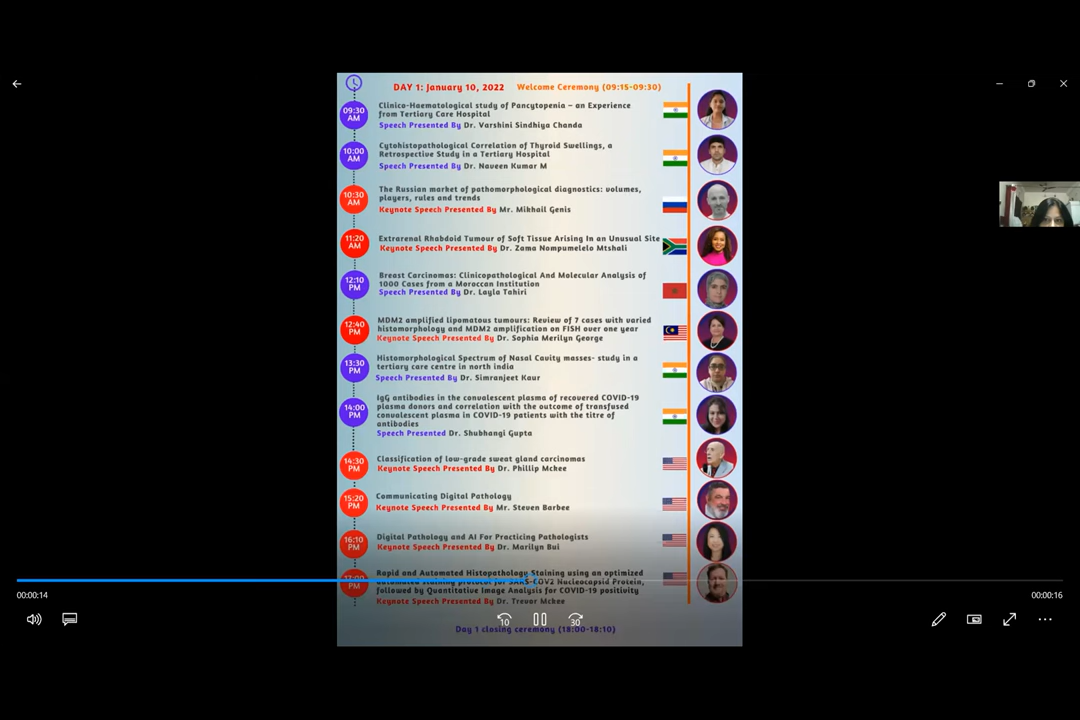 DAY 1: January 10, 2022 Welcome Ceremony (09:15-09:30)
09:30 AM
Clinico-Haematological study of Pancytopenia – an Experience
from Tertiary Care Hospital
Speech Presented By Dr. Varshini Sindhiya Chanda
10:00 AM
Cytohistopathological Correlation of Thyroid Swellings, a
Retrospective Study in a Tertiary Hospital
Speech Presented By Dr. Naveen Kumar M
10:30 AM
The Russian market of pathomorphological diagnostics: volumes,
players, rules and trends
Keynote Speech Presented By Mr. Mikhail Genis
11:20 AM
Extrarenal Rhabdoid Tumour of Soft Tissue Arising In an Unusual Site
Keynote Speech Presented By Dr. Zama Nompumelelo Mtshali
12:10 PM
Breast Carcinomas: Clinicopathological And Molecular Analysis of
1000 Cases from a Moroccan Institution
Speech Presented By Dr. Layla Tahiri
12:40 PM
MDM2 amplified lipomatous tumours: Review of 7 cases with varied
histomorphology and MDM2 amplification on FISH over one year
Keynote Speech Presented By Dr. Sophia Merilyn George
13:30 PM
Histomorphological Spectrum of Nasal Cavity masses- study in a
tertiary care centre in north india
Speech Presented By Dr. Simranjeet Kaur
14:00 PM
IgG antibodies in the convalescent plasma of recovered COVID-19
plasma donors and correlation with the outcome of transfused
convalescent plasma in COVID-19 patients with the titre of
antibodies
Speech Presented Dr. Shubhangi Gupta
14:30 PM
Classification of low-grade sweat gland carcinomas
Keynote Speech Presented By Dr. Phillip Mckee
15:20 PM
Communicating Digital Pathology
Keynote Speech Presented By Mr. Steven Barbee
16:10 PM
Digital Pathology and AI For Practicing Pathologists
Keynote Speech Presented By Dr. Marilyn Bui
17:00 PM
Rapid and Automated Histopathology Staining using an optimized
automated staining protocol for SARS-COV2 Nucleocapsid Protein,
followed by Quantitative Image Analysis for COVID-19 positivity
Keynote Speech Presented By Dr. Trevor Mckee
00:00:14
00:00:16
10
30
Day 1 closing ceremony (18:00-18:10)